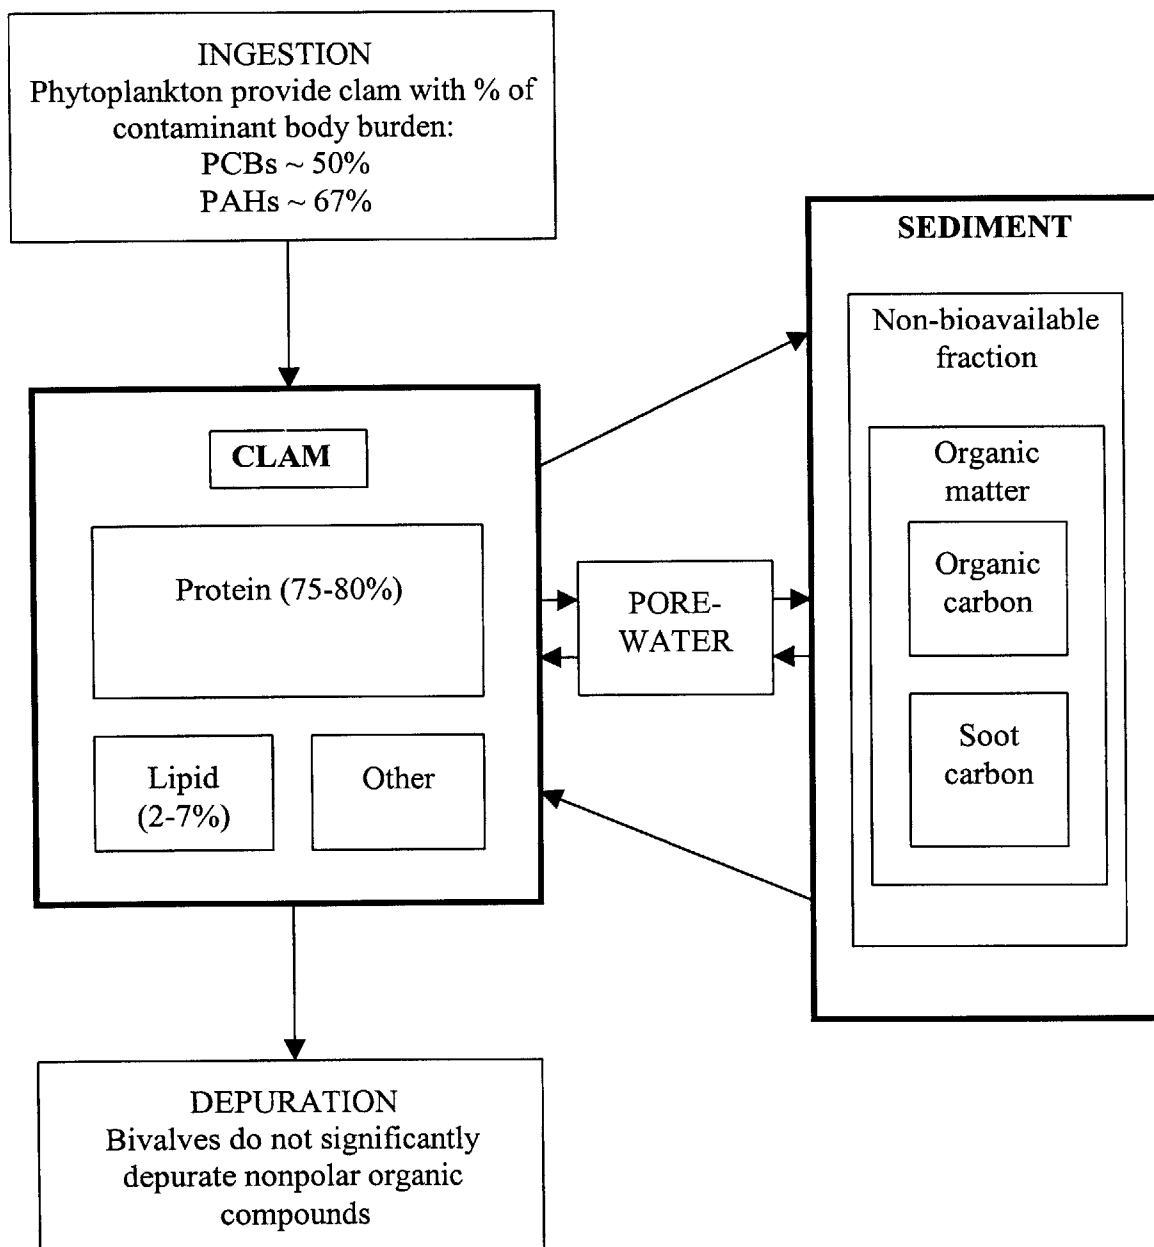 INGESTION
Phytoplankton provide clam with % of
contaminant body burden:
PCBs ~ 50%
PAHs ~ 67%
SEDIMENT
Non-bioavailable
fraction
Organic
matter
Organic
carbon
Soot
carbon
CLAM
Protein (75-80%)
Lipid
(2-7%)
Other
PORE-
WATER
DEPURATION
Bivalves do not significantly
depurate nonpolar organic
compounds